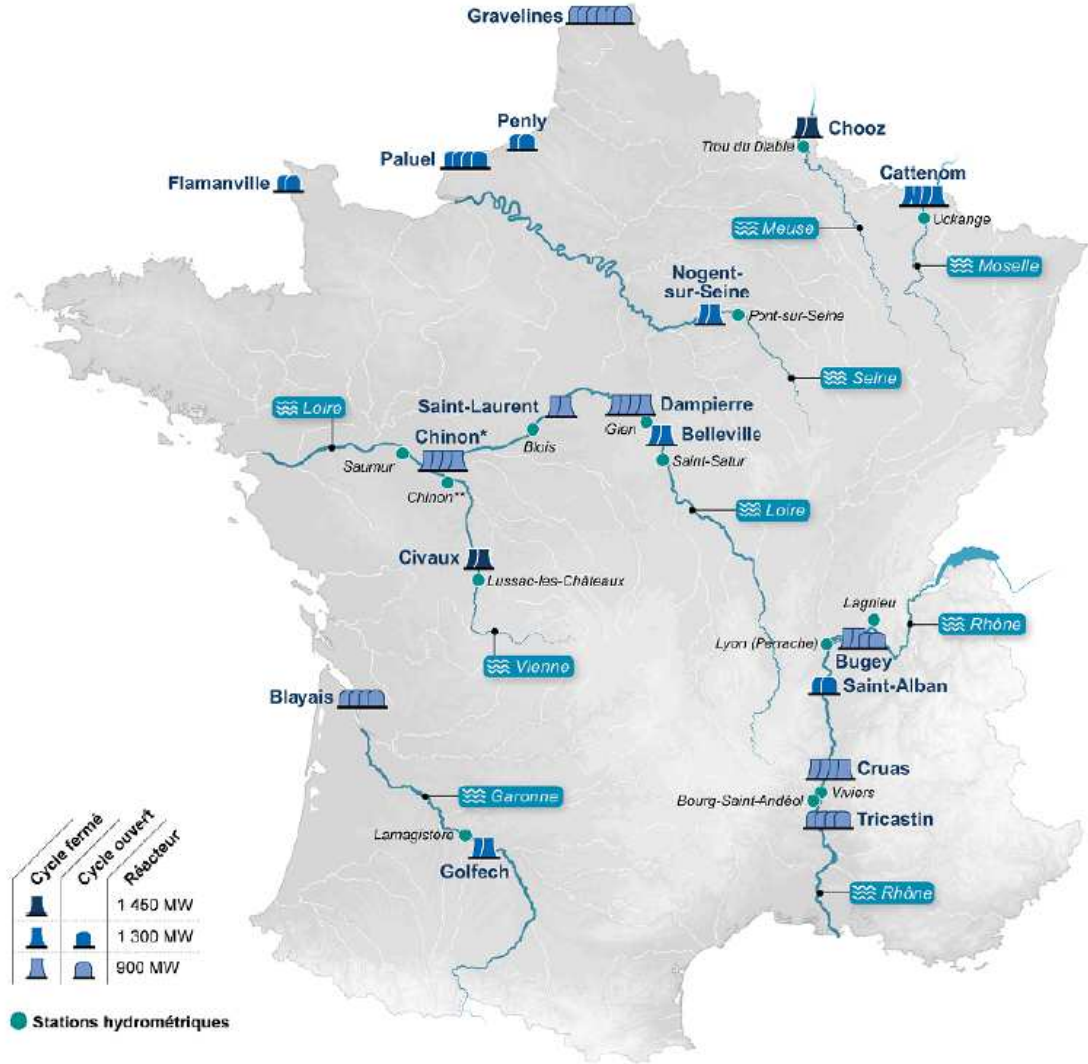 Gravelines
Penly
Chooz
Trou du Diable
Paluel
Cattenom
Flamanville
Uckange
Meuse
Moselle
Nogent-
sur-Seine
Pont-sur-Seine
Seine
Loire
Saint-Laurent
Dampierre
Gien
Chinon*
Blois
Belleville
Saumur
Saint-Satur
Chinon**
Loire
Civaux
Lussac-les-Châteaux
Lagnieu
Rhône
Lyon (Perrache)
Vienne
Bugey
Saint-Alban
Blayais
Cruas
Garonne
Viviers
Bourg-Saint-Andéol
Tricastin
Lamagistère
Golfech
Rhône
Cycle fermé
Cycle ouvert
Réacteur
1 450 MW
1 300 MW
900 MW
Stations hydrométriques